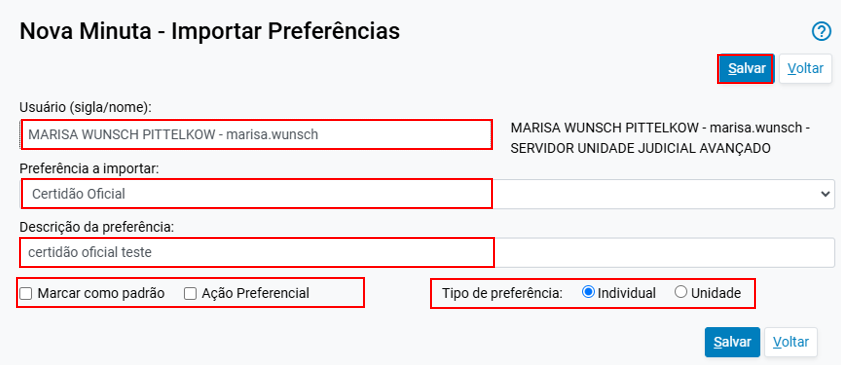 Nova Minuta - Importar Preferências
?
Salvar Voltar
Usuário (sigla/nome):
MARISA WUNSCH PITTELKOW - marisa.wunsch
MARISA WUNSCH PITTELKOW - marisa.wunsch -
SERVIDOR UNIDADE JUDICIAL AVANÇADO
Preferência a importar:
Certidão Oficial
Descrição da preferência:
certidão oficial teste
Marcar como padrão Ação Preferencial Tipo de preferência: Individual Unidade
Salvar Voltar